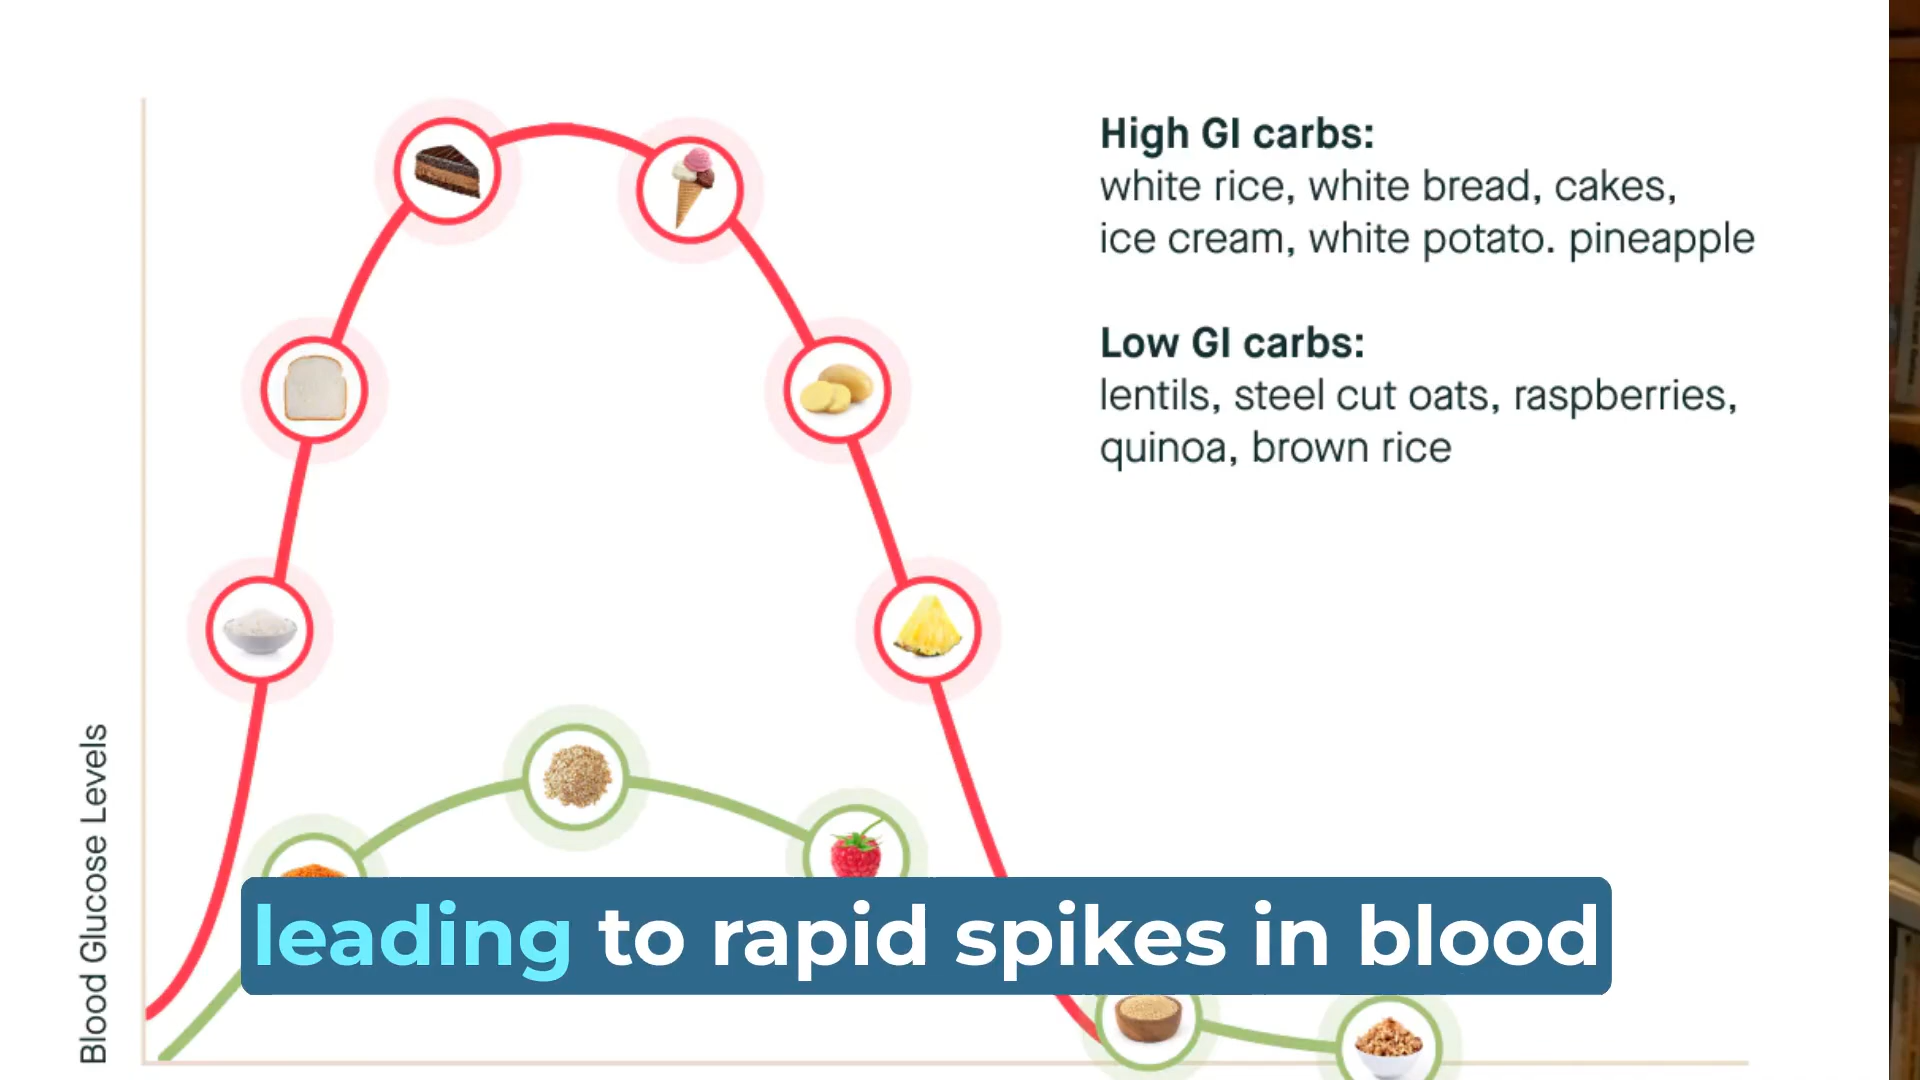 High GI carbs:
white rice, white bread, cakes,
ice cream, white potato. pineapple
Low GI carbs:
lentils, steel cut oats, raspberries,
quinoa, brown rice
Blood Glucose Levels
leading to rapid spikes in blood